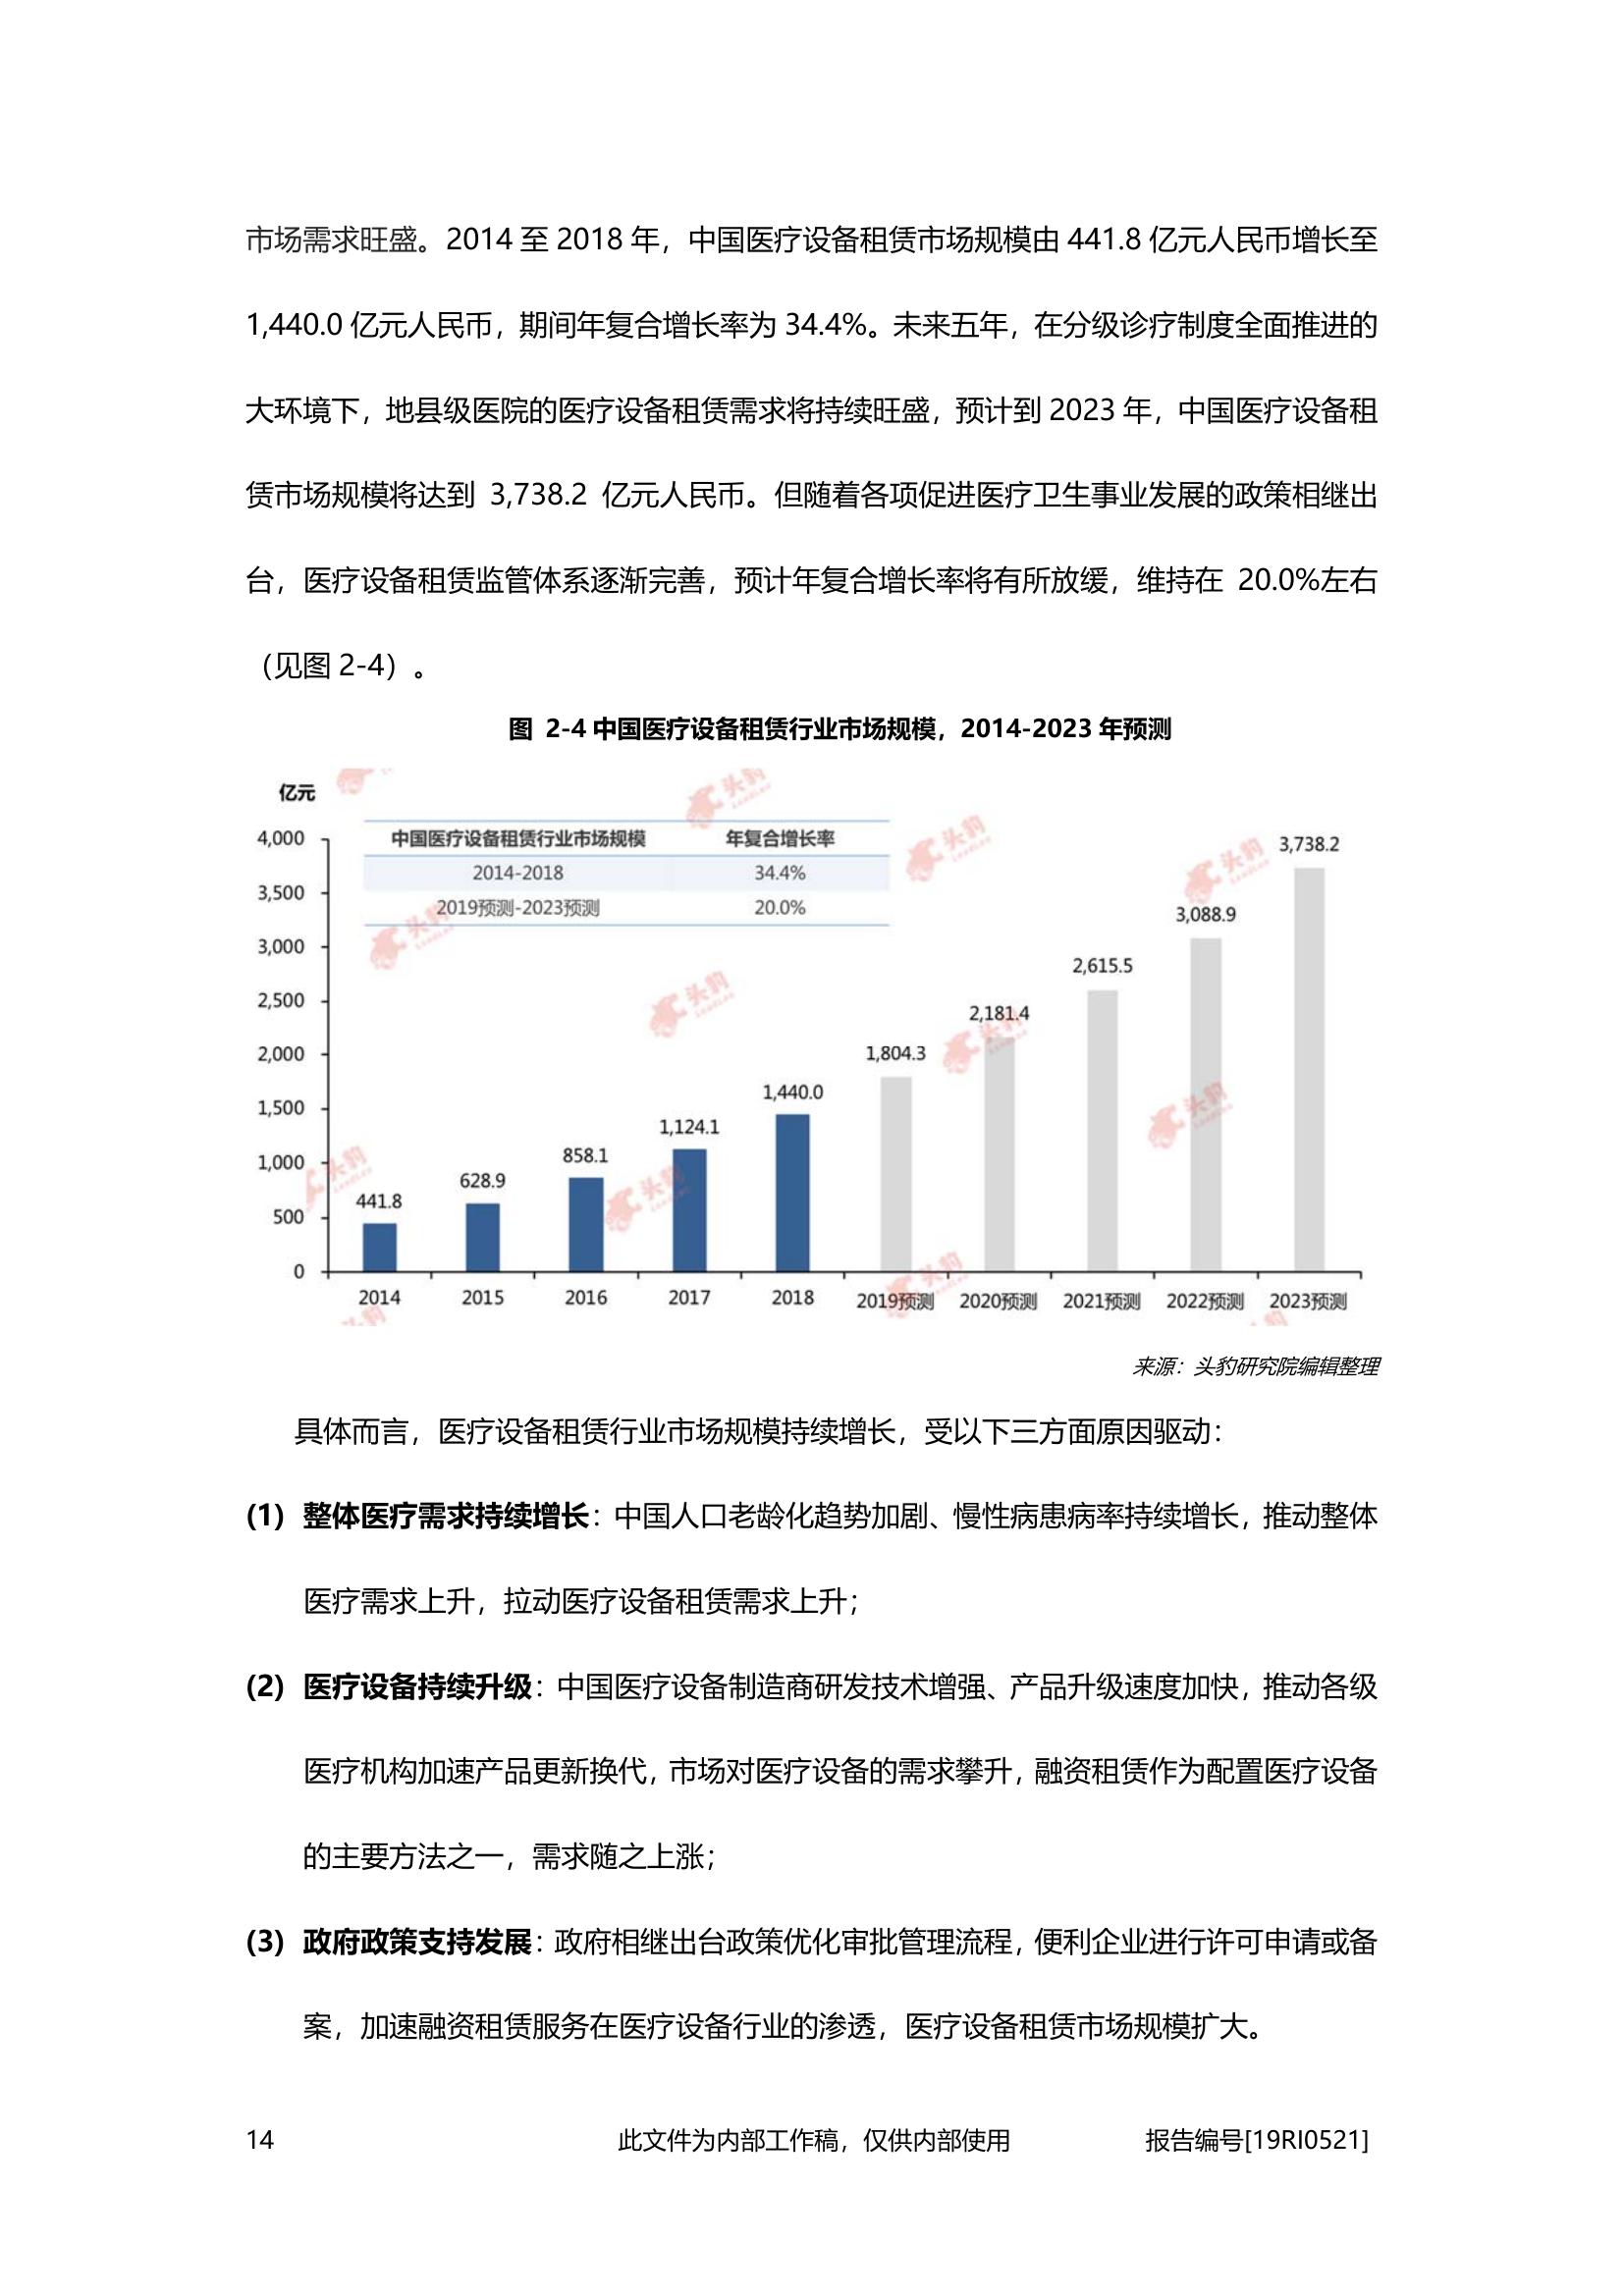 市场需求旺盛。2014 至 2018 年，中国医疗设备租赁市场规模由 441.8 亿元人民币增长至
1,440.0 亿元人民币，期间年复合增长率为 34.4%。未来五年，在分级诊疗制度全面推进的
大环境下，地县级医院的医疗设备租赁需求将持续旺盛，预计到 2023 年，中国医疗设备租
赁市场规模将达到 3,738.2 亿元人民币。但随着各项促进医疗卫生事业发展的政策相继出
台，医疗设备租赁监管体系逐渐完善，预计年复合增长率将有所放缓，维持在 20.0%左右
（见图 2-4）。
图 2-4 中国医疗设备租赁行业市场规模，2014-2023 年预测
亿元
中国医疗设备租赁行业市场规模 年复合增长率
2014-2018 34.4%
2019预测-2023预测 20.0%
4,000
3,500
3,000
2,500
2,000
1,500
1,000
500
0
441.8
628.9
858.1
1,124.1
1,440.0
1,804.3
2,181.4
2,615.5
3,088.9
3,738.2
2014 2015 2016 2017 2018 2019预测 2020预测 2021预测 2022预测 2023预测
头豹
来源：头豹研究院编辑整理
具体而言，医疗设备租赁行业市场规模持续增长，受以下三方面原因驱动：
(1) 整体医疗需求持续增长：中国人口老龄化趋势加剧、慢性病患病率持续增长，推动整体
医疗需求上升，拉动医疗设备租赁需求上升；
(2) 医疗设备持续升级：中国医疗设备制造商研发技术增强、产品升级速度加快，推动各级
医疗机构加速产品更新换代，市场对医疗设备的需求攀升，融资租赁作为配置医疗设备
的主要方法之一，需求随之上涨；
(3) 政府政策支持发展：政府相继出台政策优化审批管理流程，便利企业进行许可申请或备
案，加速融资租赁服务在医疗设备行业的渗透，医疗设备租赁市场规模扩大。
14 此文件为内部工作稿，仅供内部使用 报告编号[19RI0521]